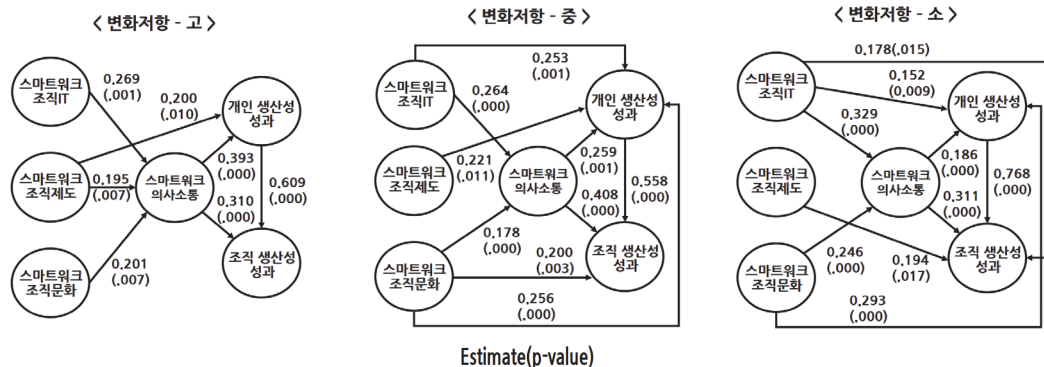 < 변화저항 - 고 >
스마트워크
조직IT
0.269
(.001)
0.200
(.010)
개인 생산성
성과
스마트워크
조직제도
0.195
(.007)
스마트워크
의사소통
0.393
(.000)
0.310
(.000)
0.609
(.000)
스마트워크
조직문화
0.201
(.007)
조직 생산성
성과
< 변화저항 - 중 >
0.253
(.001)
스마트워크
조직IT
0.264
(.000)
개인 생산성
성과
스마트워크
조직제도
0.221
(.011)
스마트워크
의사소통
0.259
(.001)
0.408
(.000)
0.558
(.000)
0.178
(.000)
스마트워크
조직문화
0.200
(.003)
조직 생산성
성과
0.256
(.000)
< 변화저항 - 소 >
0.178(.015)
스마트워크
조직IT
0.152
0.009)
개인 생산성
성과
0.329
(.000)
스마트워크
조직제도
스마트워크
의사소통
0.186
(.000)
0.311
(.000)
0.768
(.000)
스마트워크
조직문화
0.246
(.000)
0.194
(.017)
조직 생산성
성과
0.293
(.000)
Estimate(p-value)